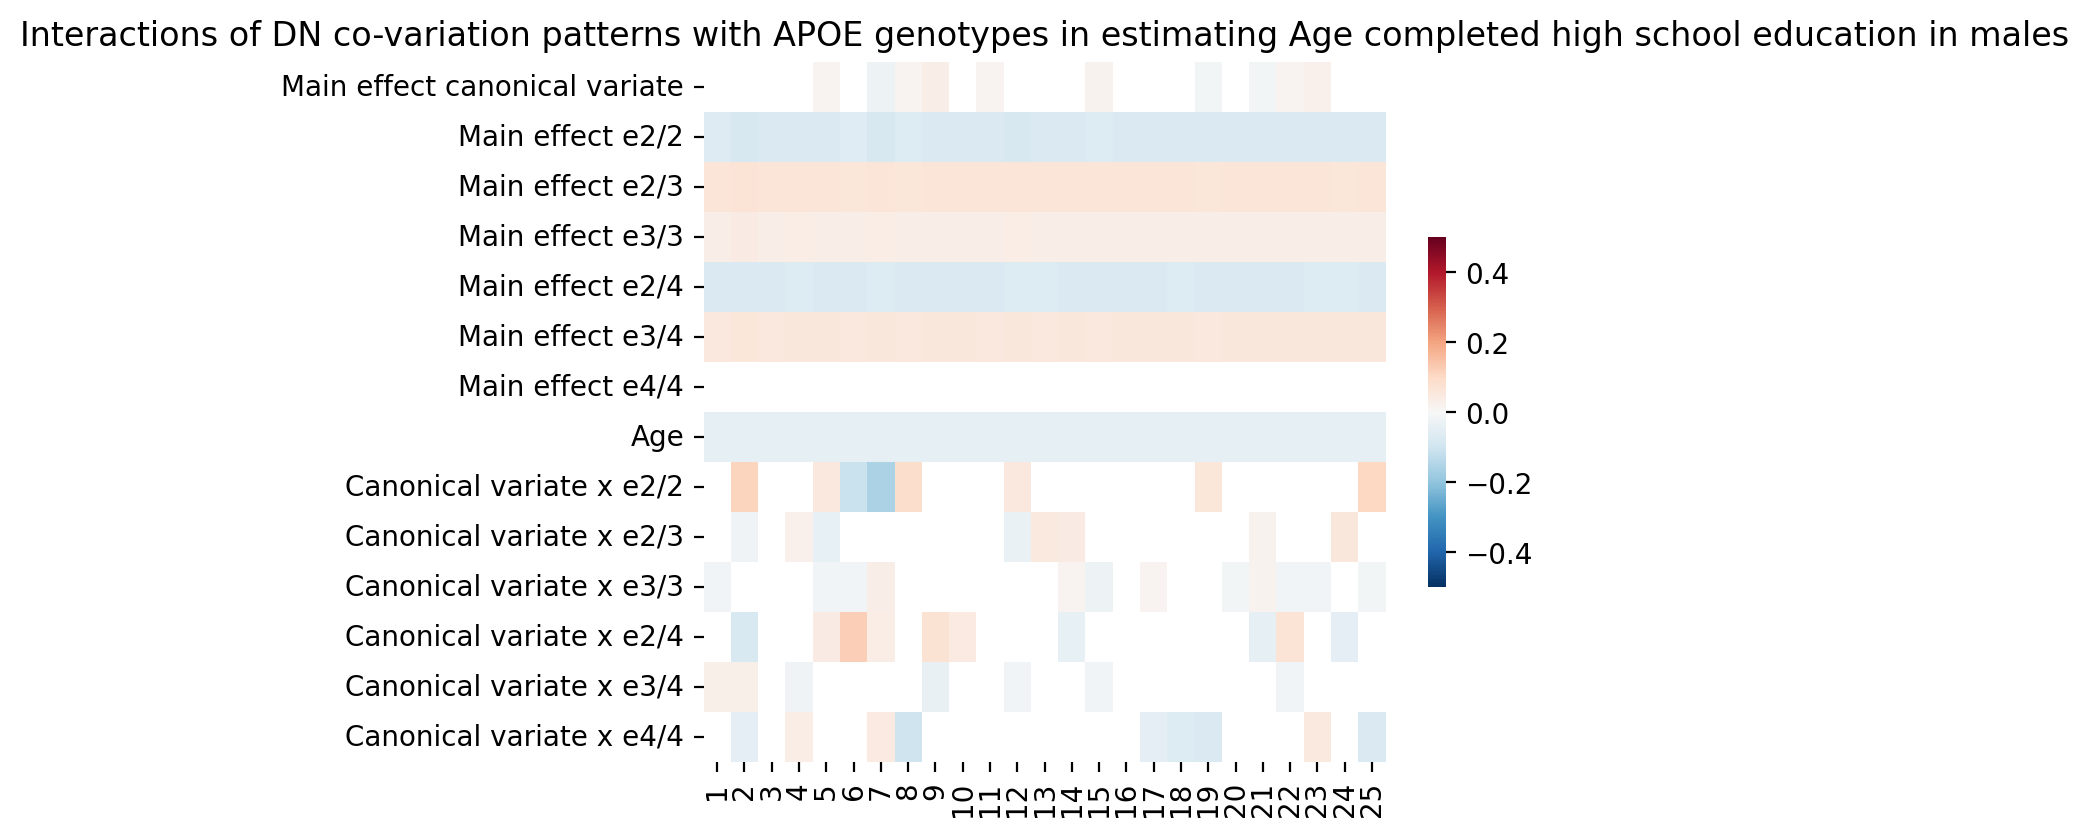 Interactions of DN co-variation patterns with APOE genotypes in estimating Age completed high school education in males
Main effect canonical variate
Main effect e2/2
Main effect e2/3
Main effect e3/3
Main effect e2/4
Main effect e3/4
Main effect e4/4
Age
Canonical variate x e2/2
Canonical variate x e2/3
Canonical variate x e3/3
Canonical variate x e2/4
Canonical variate x e3/4
Canonical variate x e4/4
1 2 3 4 5 6 7 8 9 10 11 12 13 14 15 16 17 18 19 20 21 22 23 24 25
0.4
0.2
0.0
−0.2
−0.4